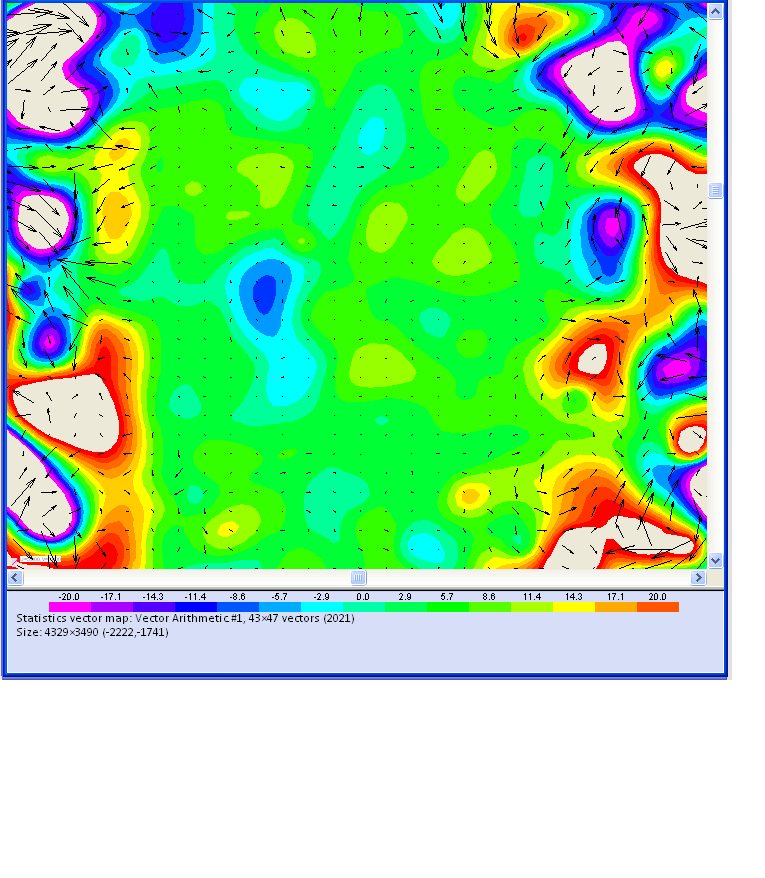 -20.0 -17.1 -14.3 -11.4 -8.6 -5.7 -2.9 0.0 2.9 5.7 8.6 11.4 14.3 17.1 20.0
Statistics vector map: Vector Arithmetic#1, 43×47 vectors (2021)
Size: 4329×3490 (-2222,-1741)